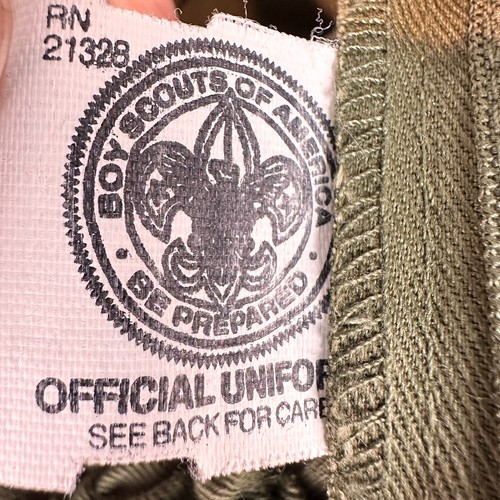 RN
21328
BOY SCOUTS OF AMERICA
BE PREPARED
OFFICIAL UNIFOR
SEE BACK FOR CARE